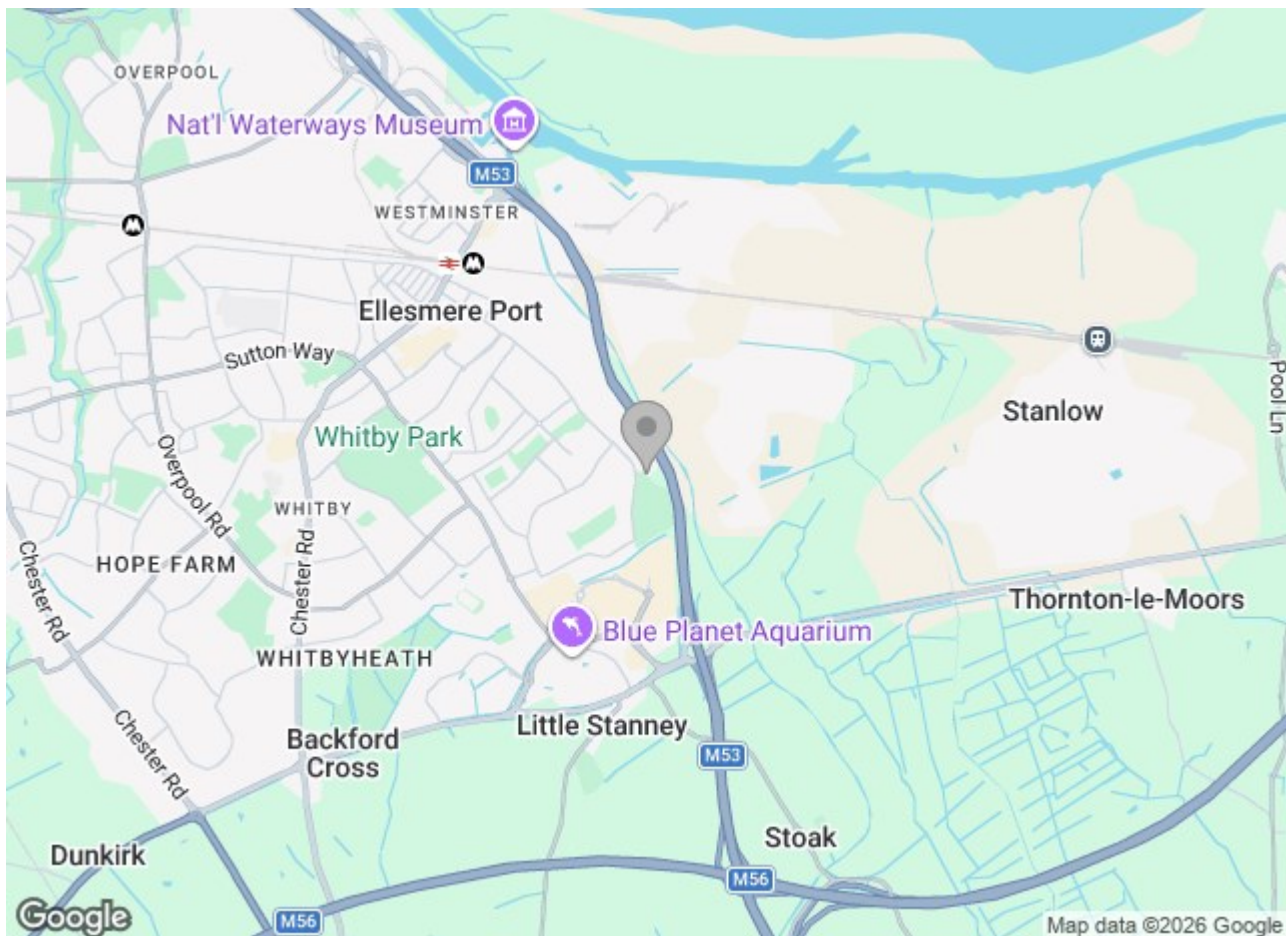 OVERPOOL
Nat'l Waterways Museum
M53
WESTMINSTER
Ellesmere Port
Sutton Way
Stanlow
Pool Ln
Whitby Park
Overpool Rd
WHITBY
Chester Rd
HOPE FARM
Chester Rd
Thornton-le-Moors
Blue Planet Aquarium
WHITBYHEATH
Little Stanney
Backford
Cross
M53
Chester Rd
Stoak
Dunkirk
M56
M56
Google
Map data ©2026 Google